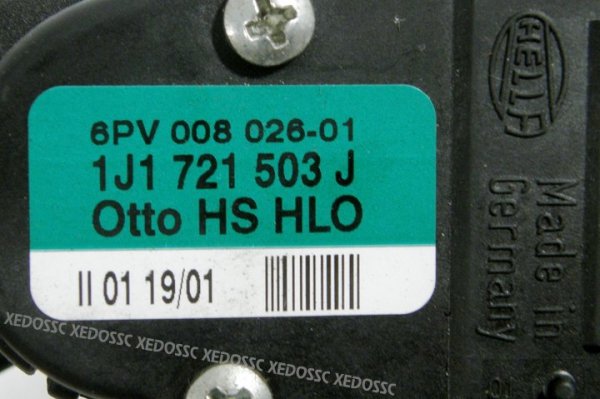 6PV 008 026-01
1J1 721 503 J
Otto HS HLO
II 01 19/01
HELLA
Made in
Germany
XEDOSSC XEDOSSC XEDOSSC XEDOSSC XEDOSSC XEDOSSC